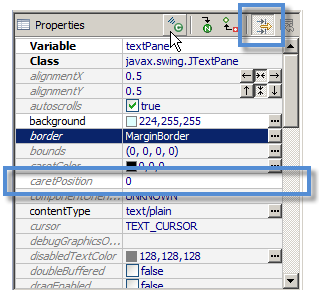 Properties
Variable textPane
Class javax.swing.JTextPane
alignmentX 0.5
alignmentY 0.5
autoscrolls true
background 224,255,255
border MarginBorder
bounds (0, 0, 0, 0)
caretColor 0,0,0
caretPosition 0
componentOrien... UNKNOWN
contentType text/plain
cursor TEXT_CURSOR
debugGraphicsO...
disabledTextColor 128,128,128
doubleBuffered false
dragEnabled false